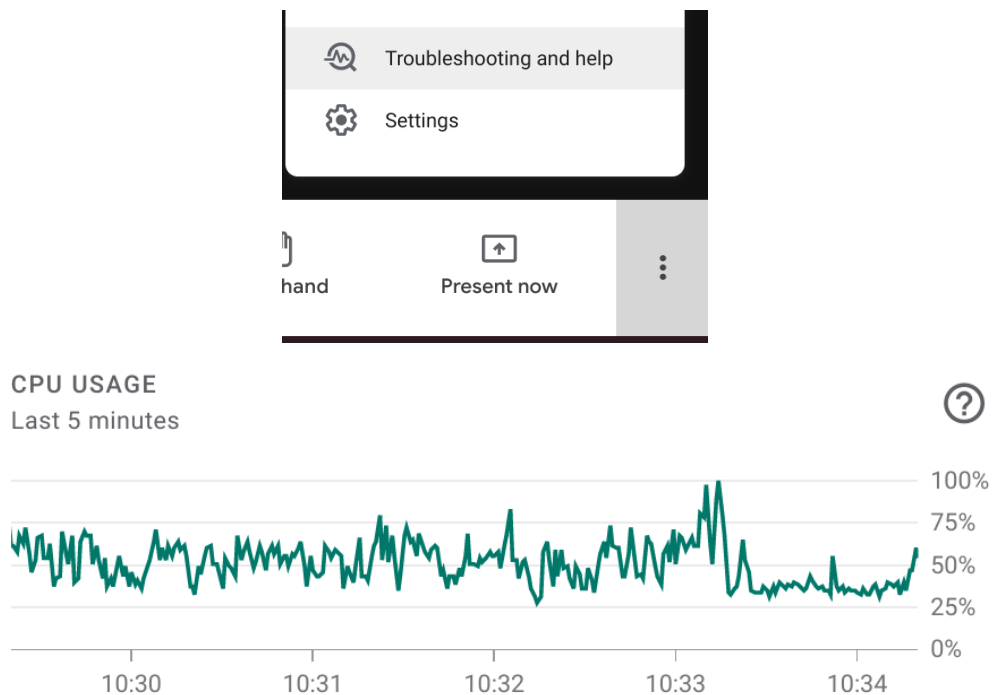 Troubleshooting and help
Settings
hand
Present now
CPU USAGE
Last 5 minutes
100%
75%
50%
25%
0%
10:30 10:31 10:32 10:33 10:34